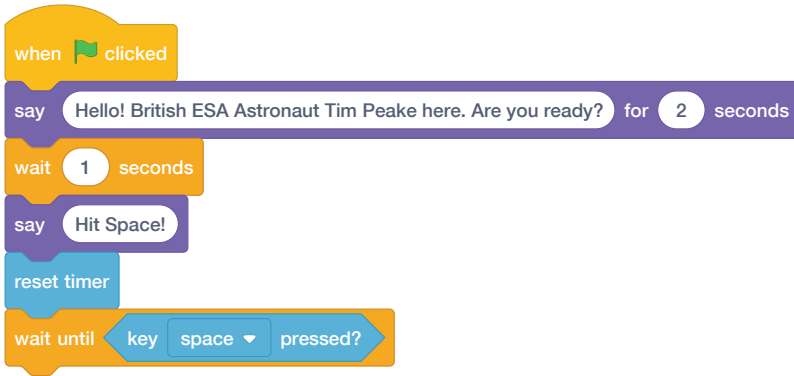 when clicked
say Hello! British ESA Astronaut Tim Peake here. Are you ready? for 2 seconds
wait 1 seconds
say Hit Space!
reset timer
wait until key space pressed?